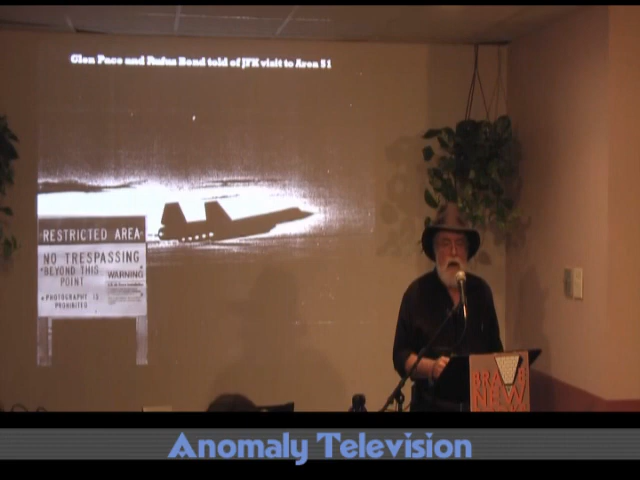 Glen Pace and Rufus Bond told of JFK visit to Area 51
RESTRICTED AREA
NO TRESPASSING
BEYOND THIS
POINT
WARNING
PHOTOGRAPHY IS
PROHIBITED
BRAVE
NEW
Anomaly Television